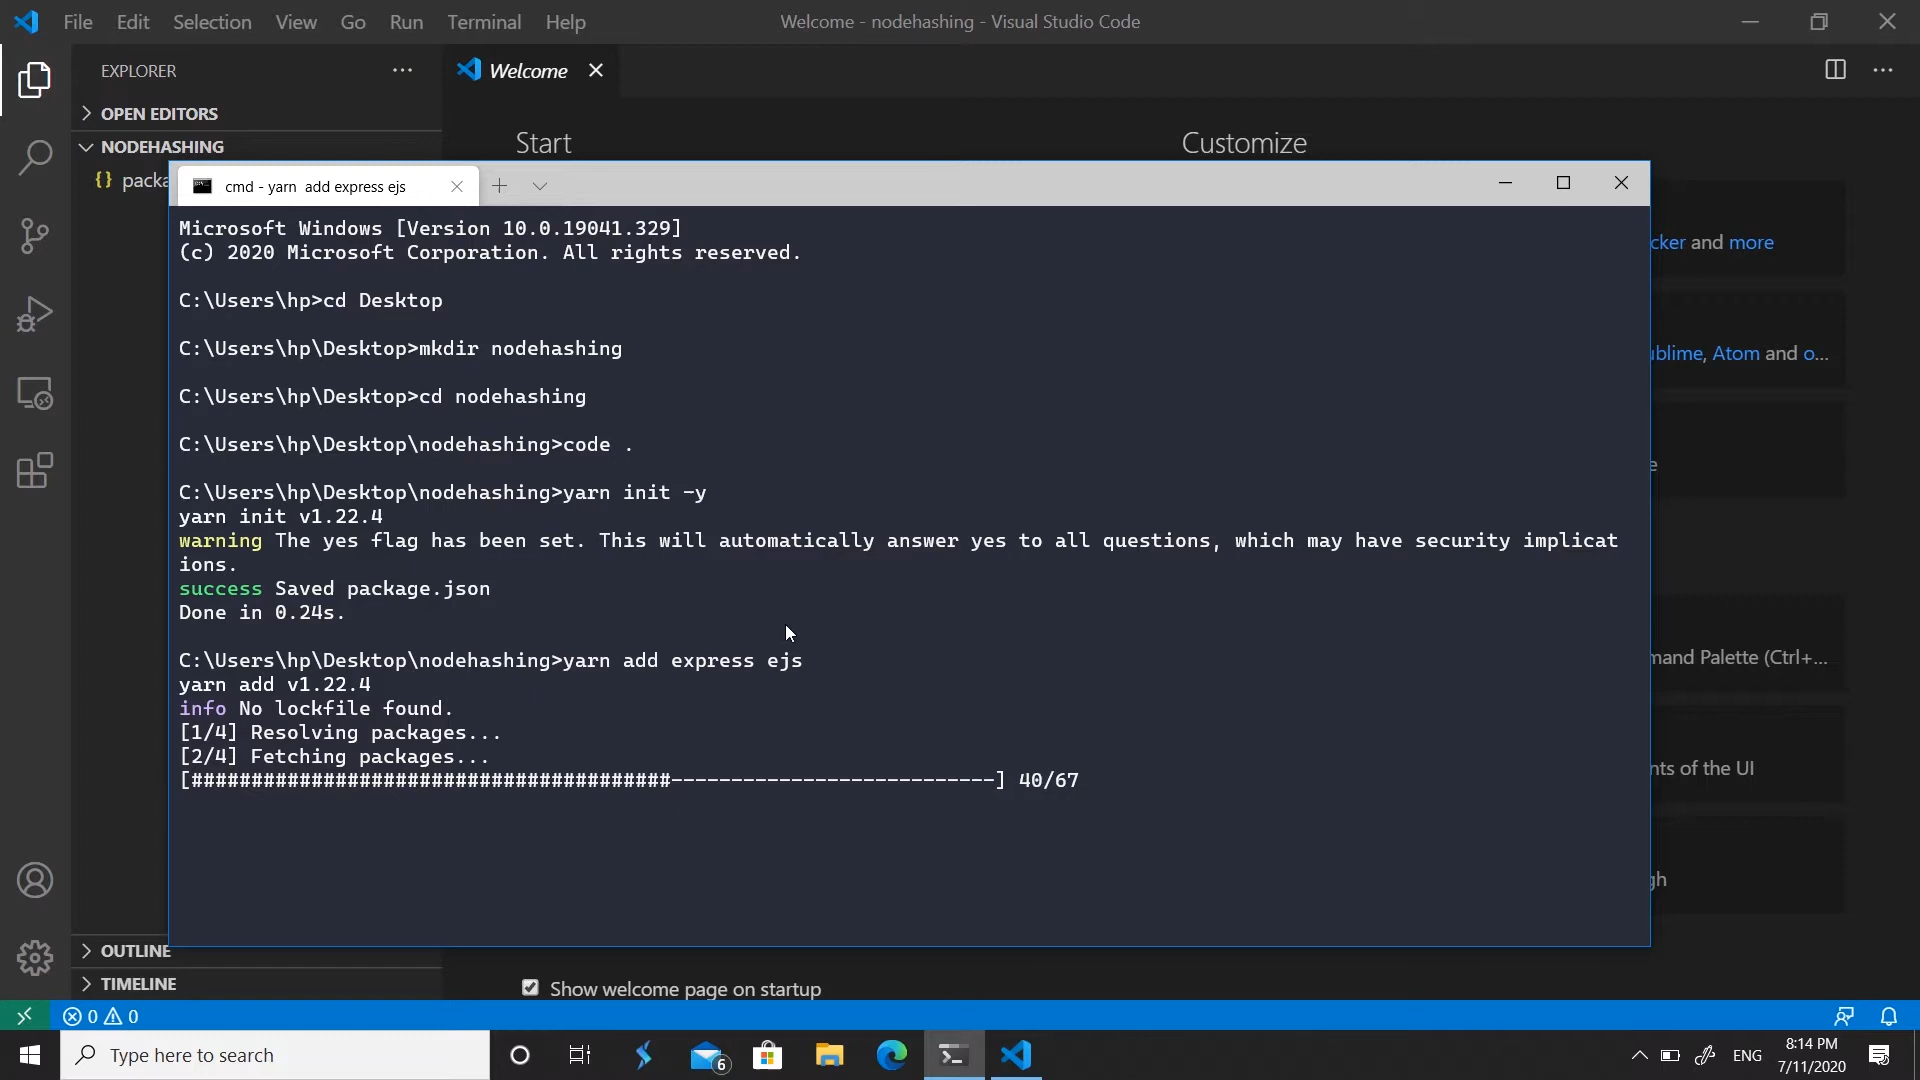 File Edit Selection View Go Run Terminal Help
Welcome - nodehashing - Visual Studio Code
EXPLORER
Welcome
OPEN EDITORS
NODEHASHING
Start
Customize
{} packa
cmd - yarn  add express ejs
Microsoft Windows [Version 10.0.19041.329]
(c) 2020 Microsoft Corporation. All rights reserved.
C:\Users\hp>cd Desktop
C:\Users\hp\Desktop>mkdir nodehashing
C:\Users\hp\Desktop>cd nodehashing
C:\Users\hp\Desktop\nodehashing>code .
C:\Users\hp\Desktop\nodehashing>yarn init -y
yarn init v1.22.4
warning The yes flag has been set. This will automatically answer yes to all questions, which may have security implicat
ions.
success Saved package.json
Done in 0.24s.
C:\Users\hp\Desktop\nodehashing>yarn add express ejs
yarn add v1.22.4
info No lockfile found.
[1/4] Resolving packages...
[2/4] Fetching packages...
[########################################---------------------------] 40/67
cker and more
ublime, Atom and o...
e
mand Palette (Ctrl+...
nts of the UI
gh
OUTLINE
TIMELINE
Show welcome page on startup
0 0
Type here to search
6
ENG
8:14 PM
7/11/2020